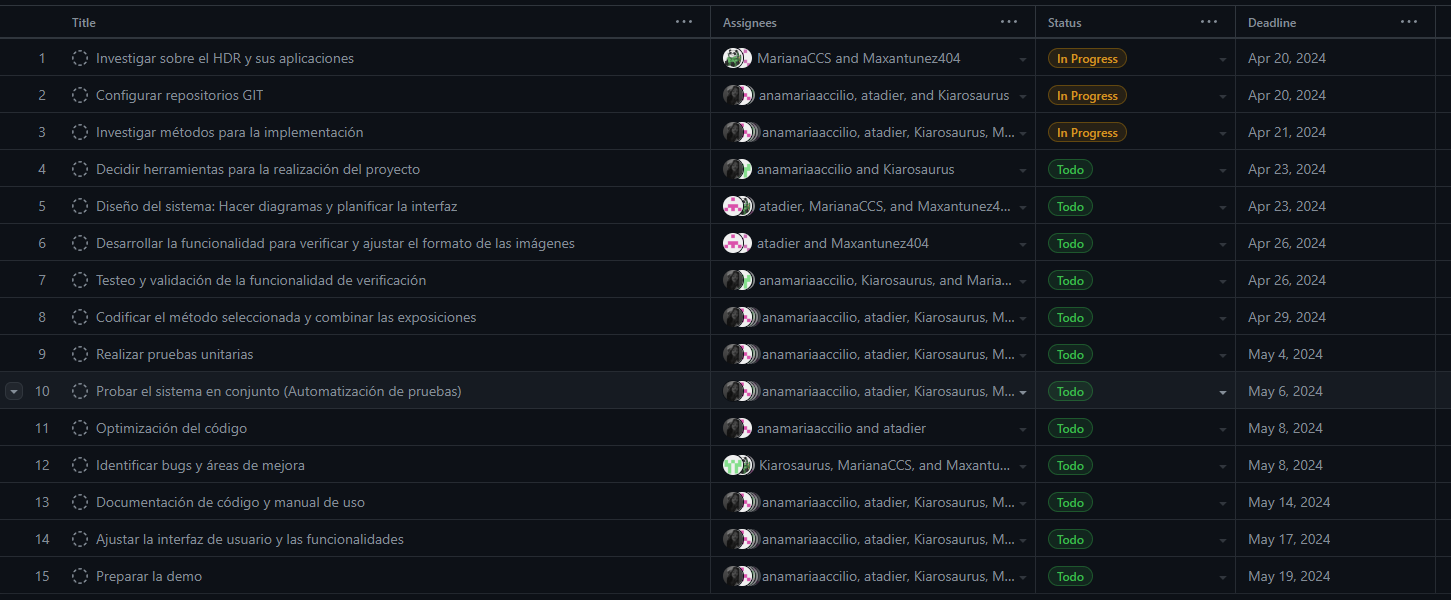 Title ... Assignees ... Status ... Deadline ...
1 Investigar sobre el HDR y sus aplicaciones MarianaCCS and Maxantunez404 In Progress Apr 20, 2024
2 Configurar repositorios GIT anamariaaccilio, atadier, and Kiarosaurus In Progress Apr 20, 2024
3 Investigar métodos para la implementación anamariaaccilio, atadier, Kiarosaurus, M... In Progress Apr 21, 2024
4 Decidir herramientas para la realización del proyecto anamariaaccilio and Kiarosaurus Todo Apr 23, 2024
5 Diseño del sistema: Hacer diagramas y planificar la interfaz atadier, MarianaCCS, and Maxantunez4... Todo Apr 23, 2024
6 Desarrollar la funcionalidad para verificar y ajustar el formato de las imágenes atadier and Maxantunez404 Todo Apr 26, 2024
7 Testeo y validación de la funcionalidad de verificación anamariaaccilio, Kiarosaurus, and Maria... Todo Apr 26, 2024
8 Codificar el método seleccionada y combinar las exposiciones anamariaaccilio, atadier, Kiarosaurus, M... Todo Apr 29, 2024
9 Realizar pruebas unitarias anamariaaccilio, atadier, Kiarosaurus, M... Todo May 4, 2024
10 Probar el sistema en conjunto (Automatización de pruebas) anamariaaccilio, atadier, Kiarosaurus, M... Todo May 6, 2024
11 Optimización del código anamariaaccilio and atadier Todo May 8, 2024
12 Identificar bugs y áreas de mejora Kiarosaurus, MarianaCCS, and Maxantu... Todo May 8, 2024
13 Documentación de código y manual de uso anamariaaccilio, atadier, Kiarosaurus, M... Todo May 14, 2024
14 Ajustar la interfaz de usuario y las funcionalidades anamariaaccilio, atadier, Kiarosaurus, M... Todo May 17, 2024
15 Preparar la demo anamariaaccilio, atadier, Kiarosaurus, M... Todo May 19, 2024